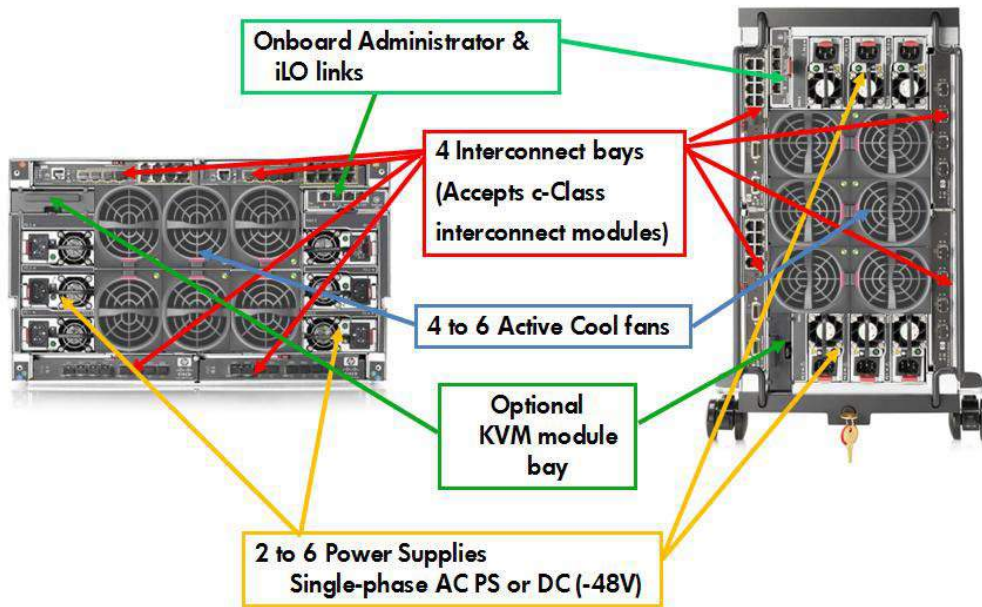 Onboard Administrator &
iLO links
4 Interconnect bays
(Accepts c-Class
interconnect modules)
4 to 6 Active Cool fans
Optional
KVM module
bay
2 to 6 Power Supplies
Single-phase AC PS or DC (-48V)